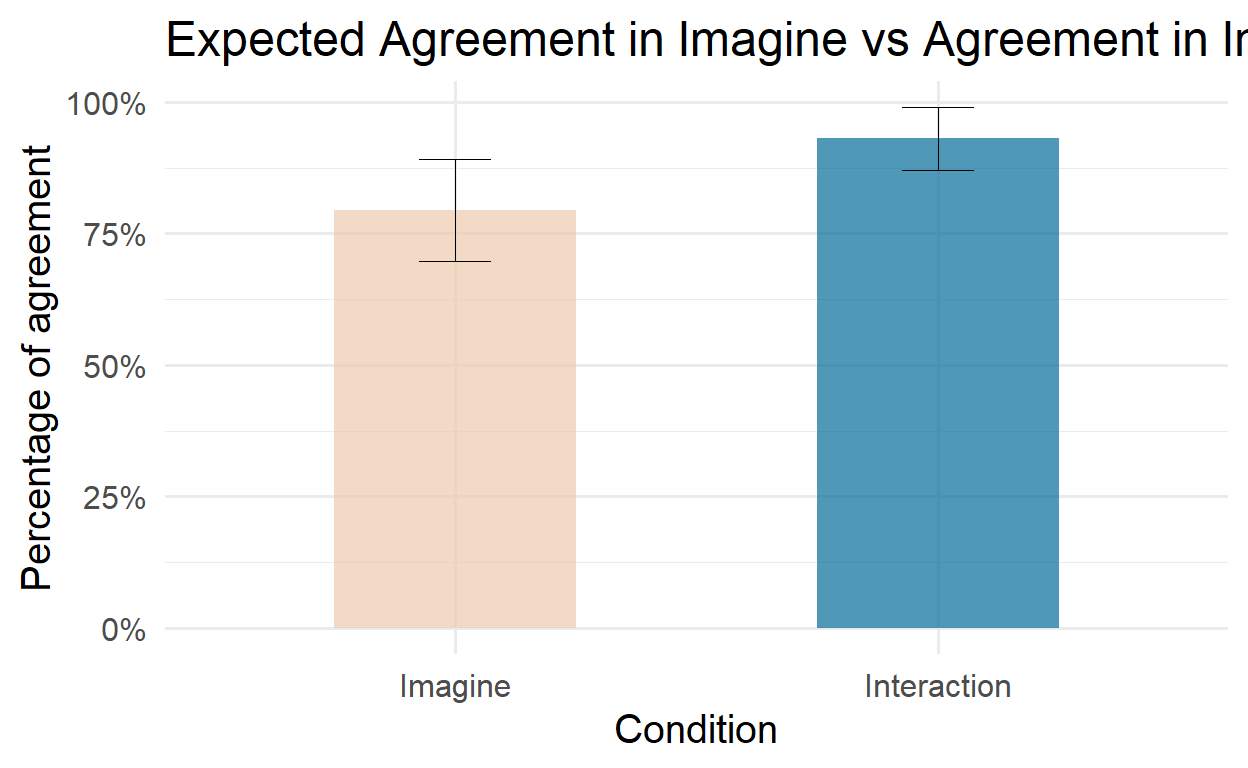 Expected Agreement in Imagine vs Agreement in
100%
75%
50%
25%
0%
Percentage of agreement
Imagine
Interaction
Condition